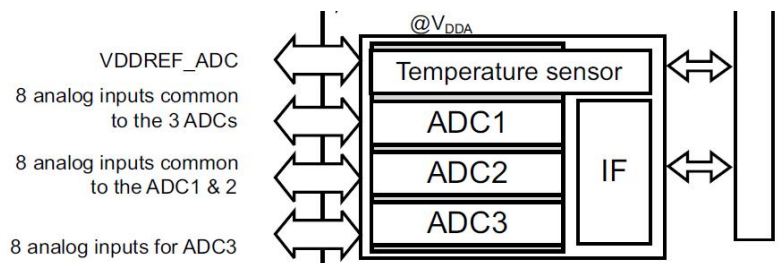 @VDDA
VDDREF_ADC
Temperature sensor
8 analog inputs common
to the 3 ADCs
ADC1
8 analog inputs common
to the ADC1 & 2
ADC2
IF
ADC3
8 analog inputs for ADC3